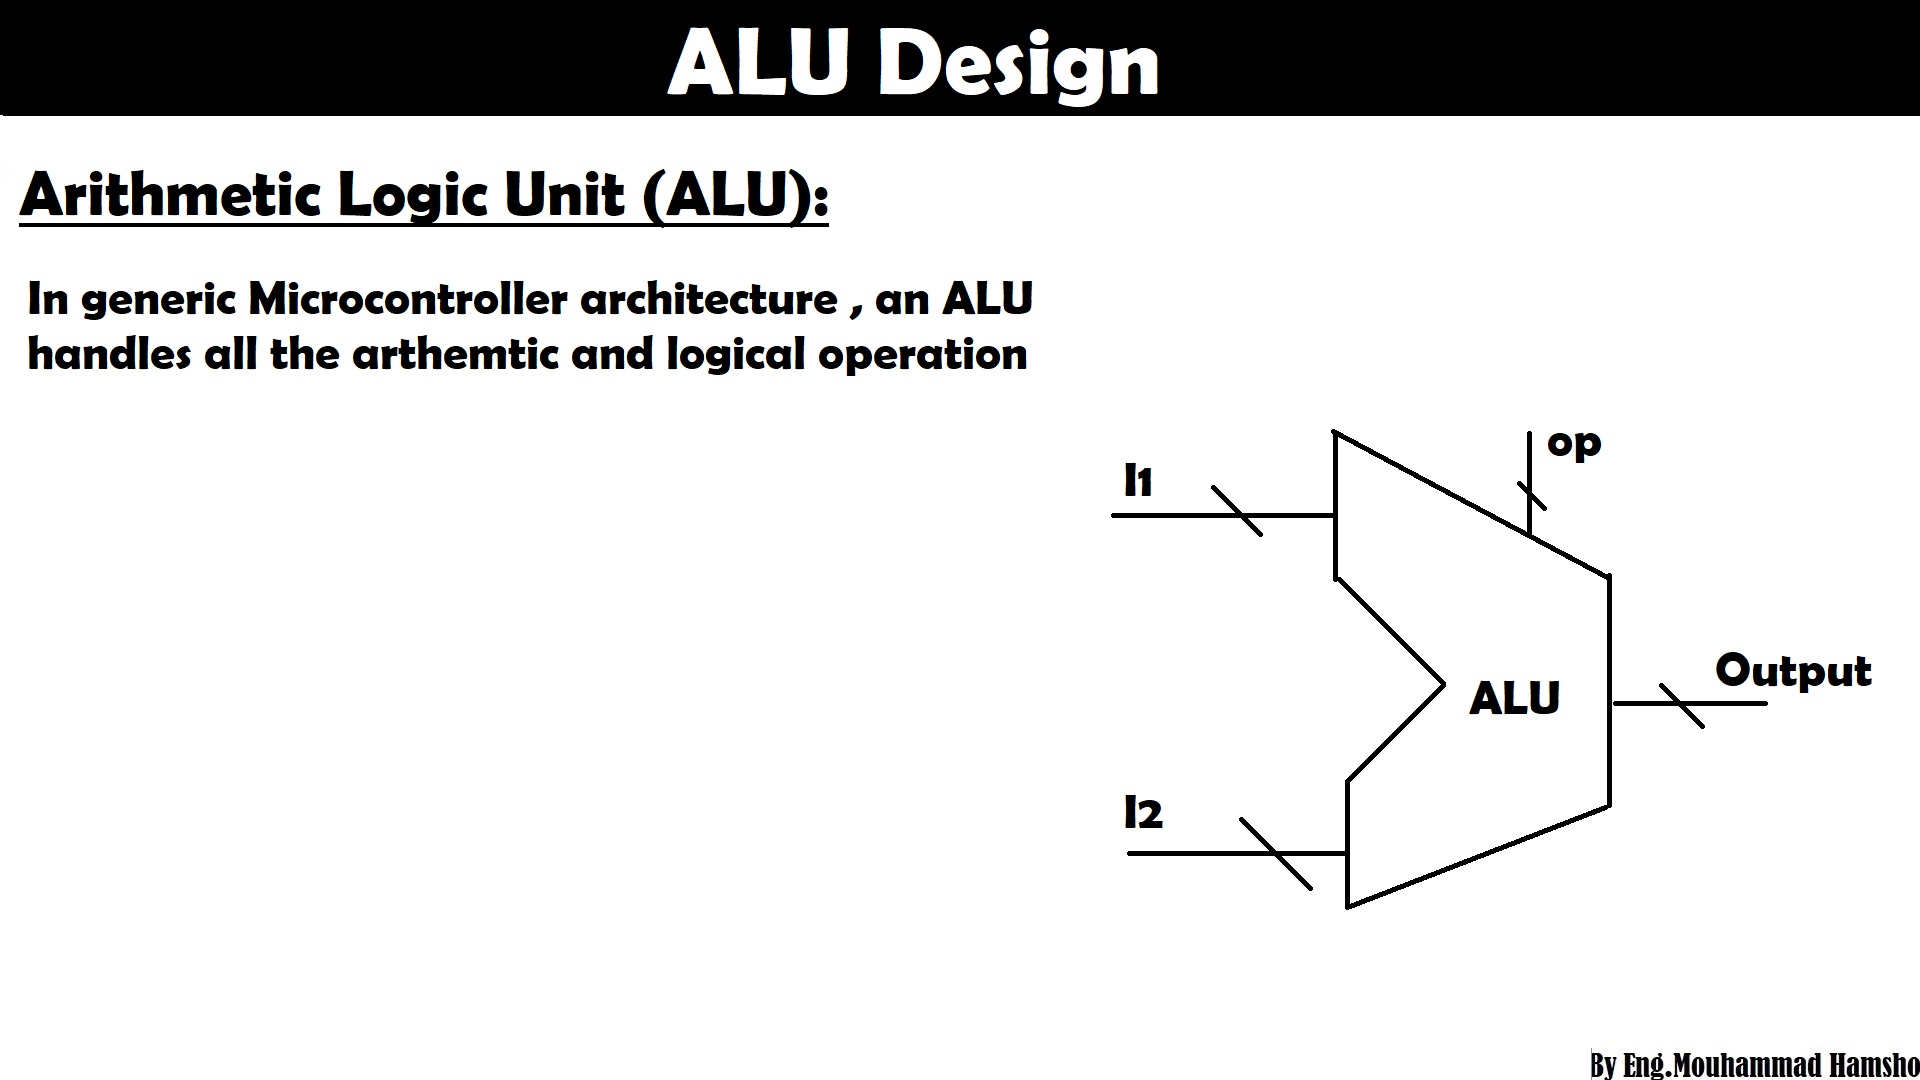 ALU Design
Arithmetic Logic Unit (ALU):
In generic Microcontroller architecture , an ALU
handles all the arthemtic and logical operation
op
I1
Output
ALU
I2
By Eng.Mouhammad Hamsho